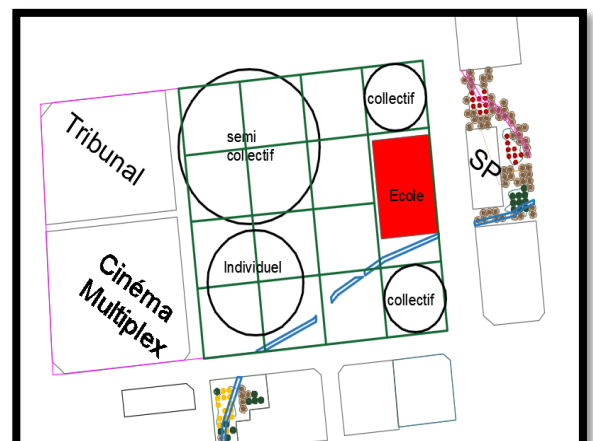 collectif
Tribunal
semi
collectif
SP
Ecole
Individuel
Cinéma
Multiplex
collectif